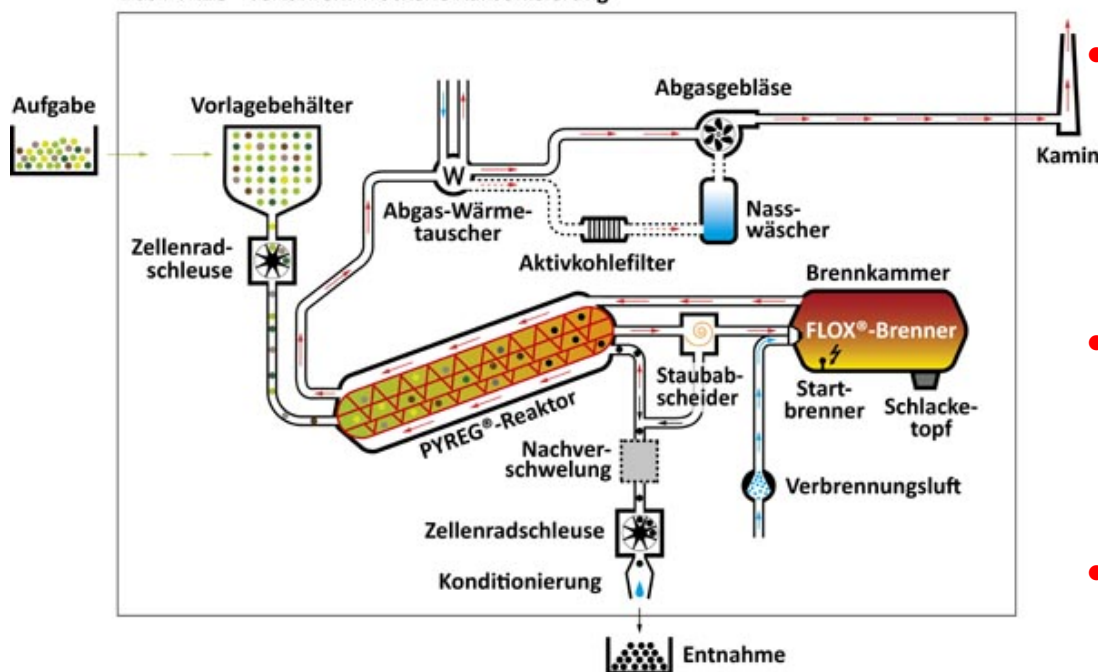 Aufgabe
Vorlagebehälter
Abgasgebläse
Kamin
W
Abgas-Wärme-
tauscher
Nass-
wäscher
Aktivkohlefilter
Zellenrad-
schleuse
Brennkammer
FLOX®-Brenner
Staubab-
scheider
Start-
brenner
Schlacke-
topf
PYREG®-Reaktor
Nachver-
schwelung
Verbrennungsluft
Zellenradschleuse
Konditionierung
Entnahme